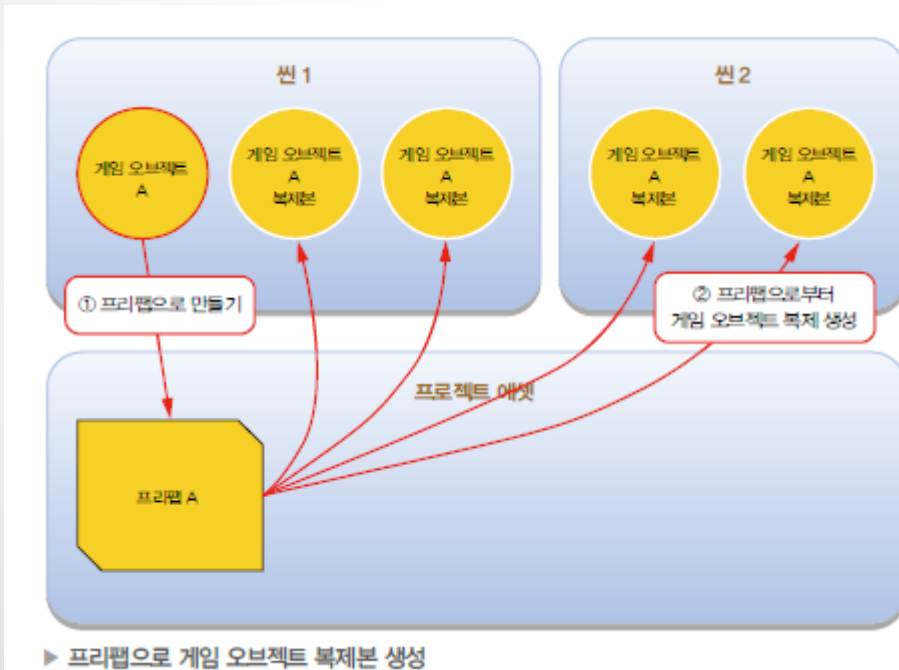 씬 1
씬 2
게임 오브젝트
A
게임 오브젝트
A
복제본
게임 오브젝트
A
복제본
게임 오브젝트
A
복제본
게임 오브젝트
A
복제본
① 프리팹으로 만들기
② 프리팹으로부터
게임 오브젝트 복제 생성
프로젝트 에셋
프리팹 A
▶ 프리팹으로 게임 오브젝트 복제본 생성